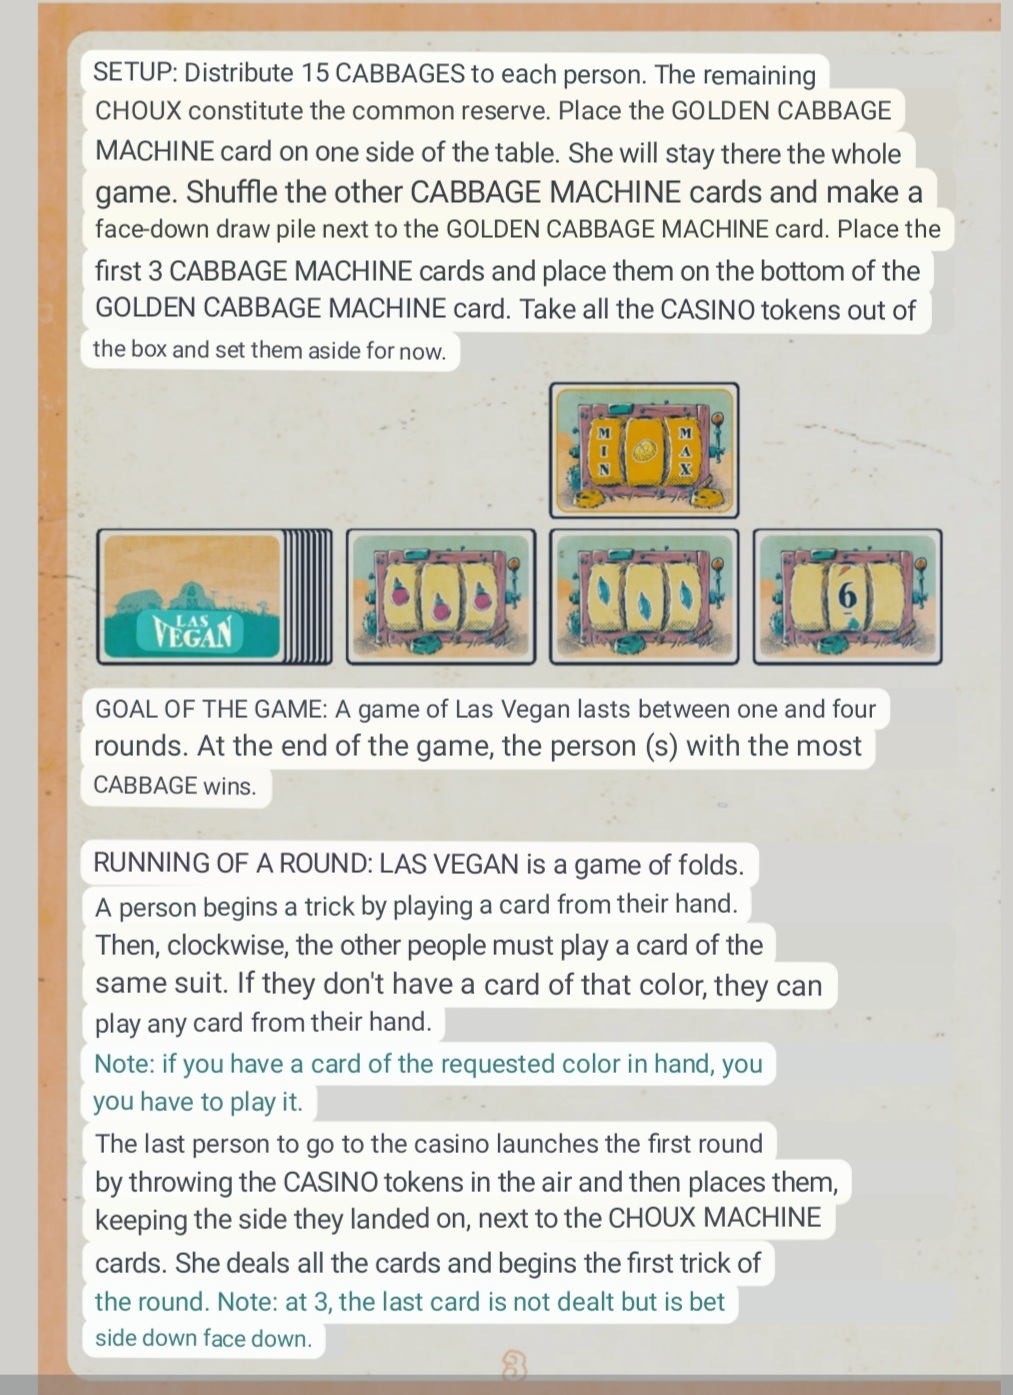 SETUP: Distribute 15 CABBAGES to each person. The remaining
CHOUX constitute the common reserve. Place the GOLDEN CABBAGE
MACHINE card on one side of the table. She will stay there the whole
game. Shuffle the other CABBAGE MACHINE cards and make a
face-down draw pile next to the GOLDEN CABBAGE MACHINE card. Place the
first 3 CABBAGE MACHINE cards and place them on the bottom of the
GOLDEN CABBAGE MACHINE card. Take all the CASINO tokens out of
the box and set them aside for now.
MIN MAX
LAS
VEGAN
6
GOAL OF THE GAME: A game of Las Vegan lasts between one and four
rounds. At the end of the game, the person (s) with the most
CABBAGE wins.
RUNNING OF A ROUND: LAS VEGAN is a game of folds.
A person begins a trick by playing a card from their hand.
Then, clockwise, the other people must play a card of the
same suit. If they don't have a card of that color, they can
play any card from their hand.
Note: if you have a card of the requested color in hand, you
you have to play it.
The last person to go to the casino launches the first round
by throwing the CASINO tokens in the air and then places them,
keeping the side they landed on, next to the CHOUX MACHINE
cards. She deals all the cards and begins the first trick of
the round. Note: at 3, the last card is not dealt but is bet
side down face down.
3